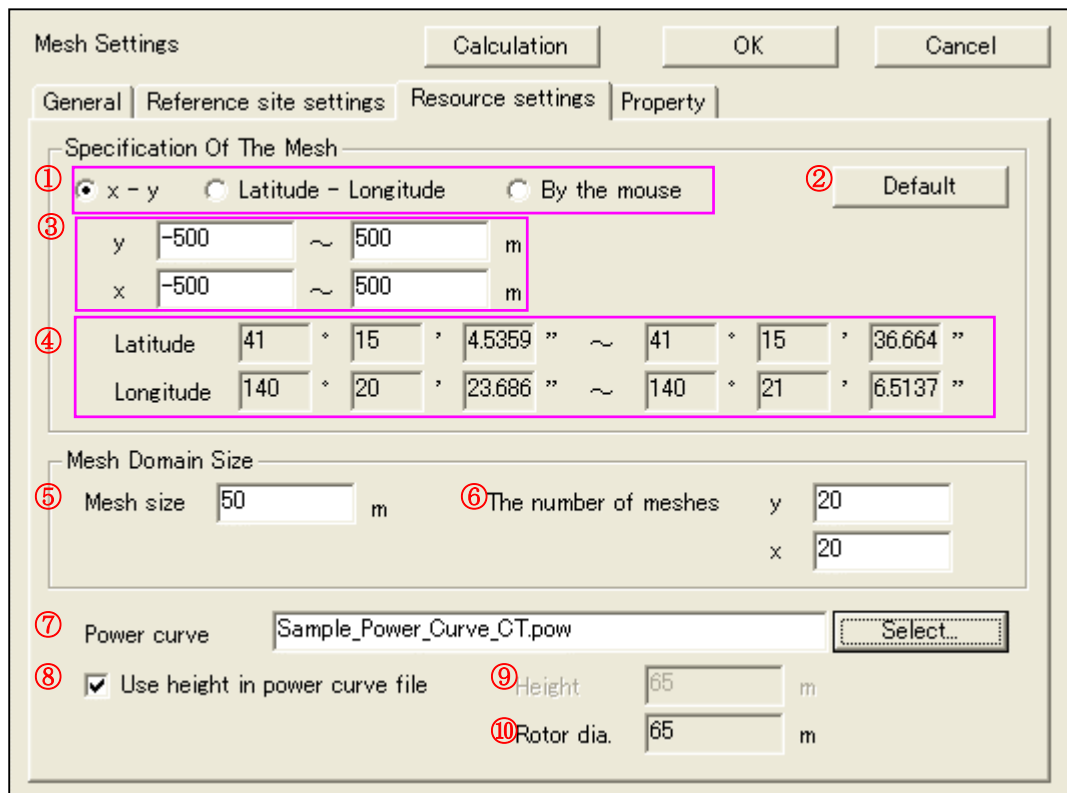 Mesh Settings Calculation OK Cancel
General Reference site settings Resource settings Property
Specification Of The Mesh
① x - y Latitude - Longitude By the mouse ② Default
③ y -500 ~ 500 m
x -500 ~ 500 m
④ Latitude 41 ° 15 ’ 4.5359 ” ~ 41 ° 15 ’ 36.664 ”
Longitude 140 ° 20 ’ 23.686 ” ~ 140 ° 21 ’ 6.5137 ”
Mesh Domain Size
⑤ Mesh size 50 m ⑥ The number of meshes y 20
x 20
⑦ Power curve Sample_Power_Curve_CT.pow Select...
⑧ Use height in power curve file ⑨ Height 65 m
⑩ Rotor dia. 65 m